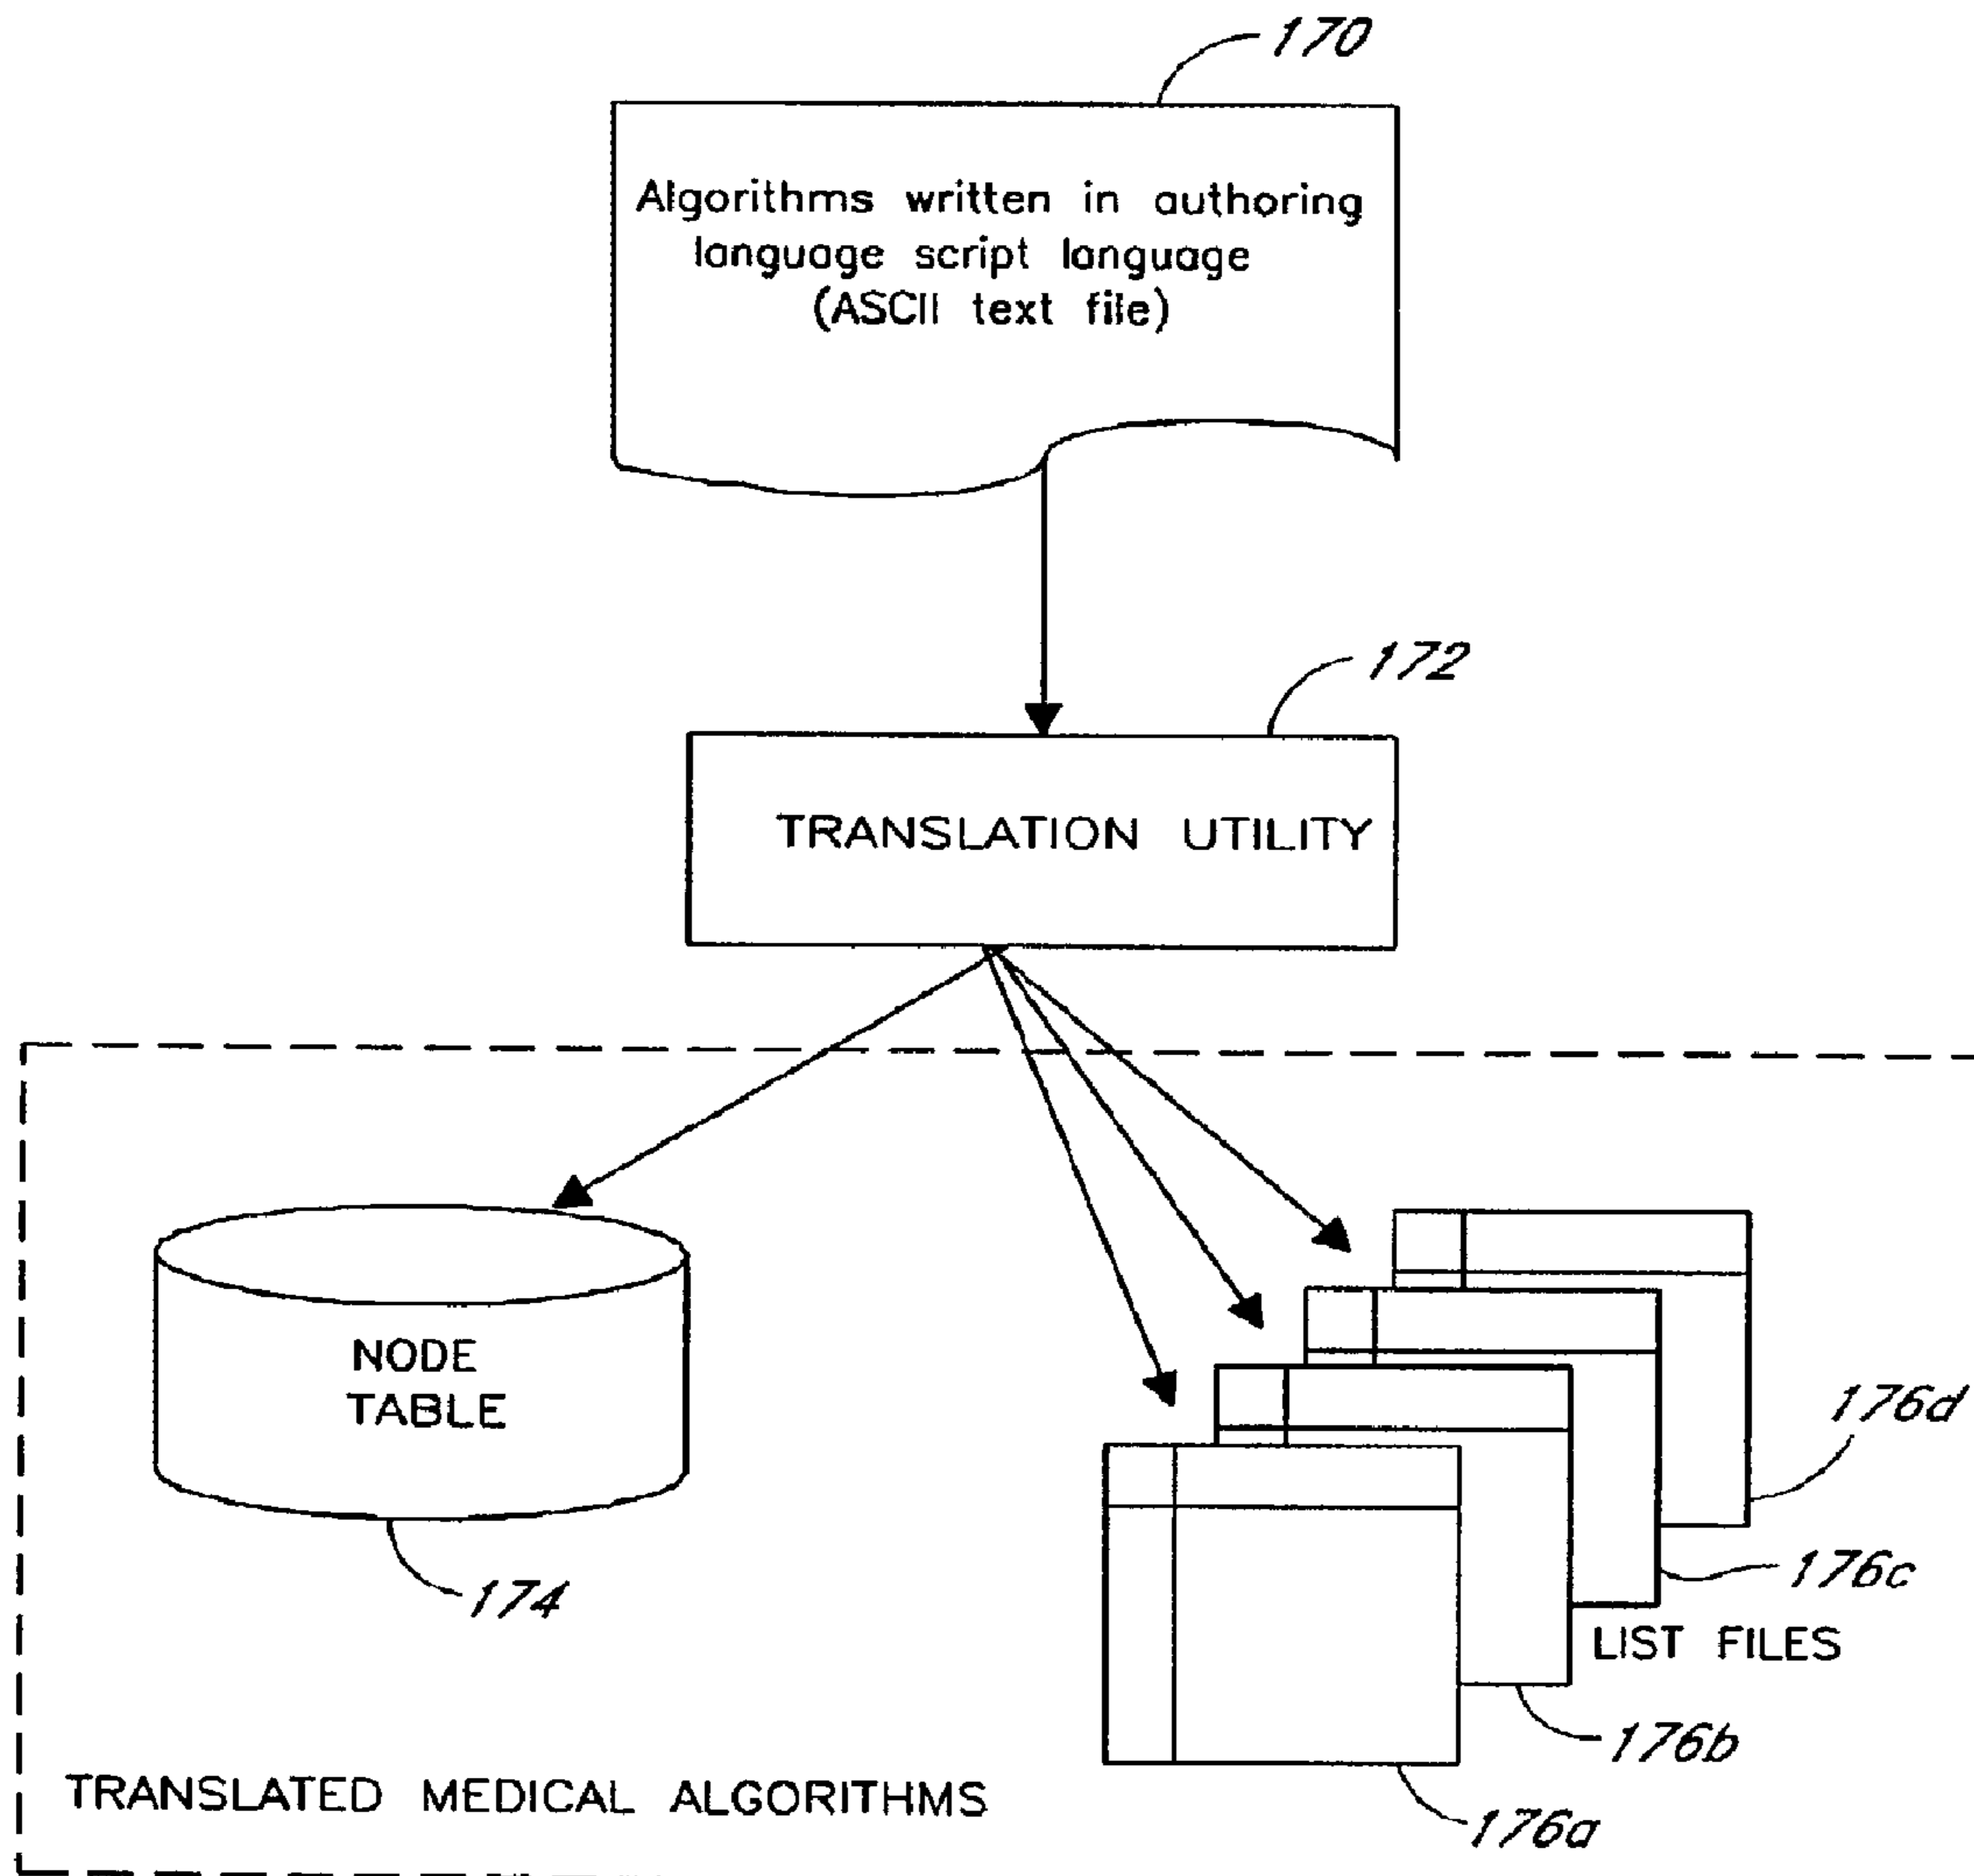 170
Algorithms written in authoring
language script language
(ASCII text file)
172
TRANSLATION UTILITY
NODE
TABLE
174
176d
176c
LIST FILES
176b
176a
TRANSLATED MEDICAL ALGORITHMS